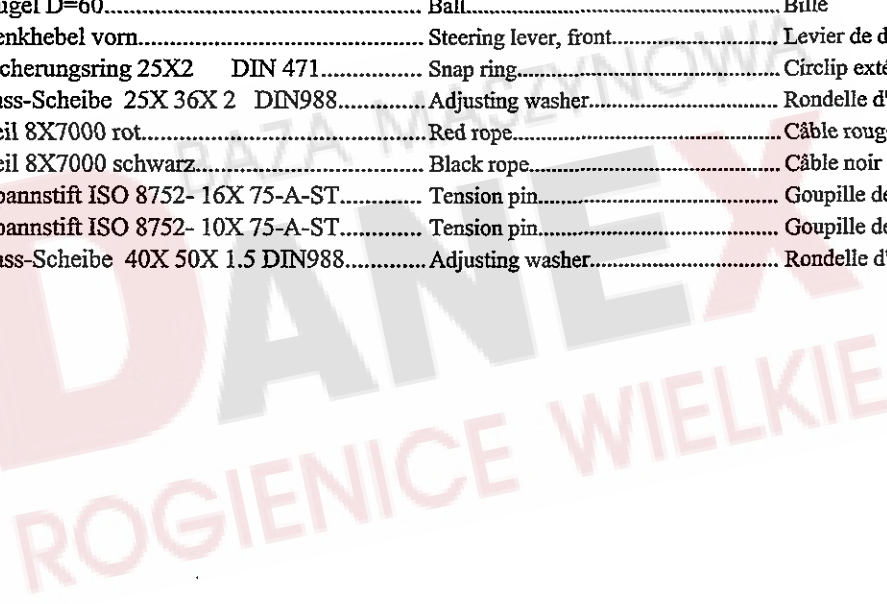 ugel D=60.......... Ball.......... Bille
enkhebel vorn.......... Steering lever, front.......... Levier de d
cherungsring 25X2 DIN 471.......... Snap ring.......... Circlip exté
ass-Scheibe 25X 36X 2 DIN988.......... Adjusting washer.......... Rondelle d'
eil 8X7000 rot.......... Red rope.......... Câble roug
eil 8X7000 schwarz.......... Black rope.......... Câble noir
pannstift ISO 8752- 16X 75-A-ST.......... Tension pin.......... Goupille de
pannstift ISO 8752- 10X 75-A-ST.......... Tension pin.......... Goupille de
ass-Scheibe 40X 50X 1.5 DIN988.......... Adjusting washer.......... Rondelle d'
BAZA MASZYNOWA
DANEX
ROGIENICE WIELKIE